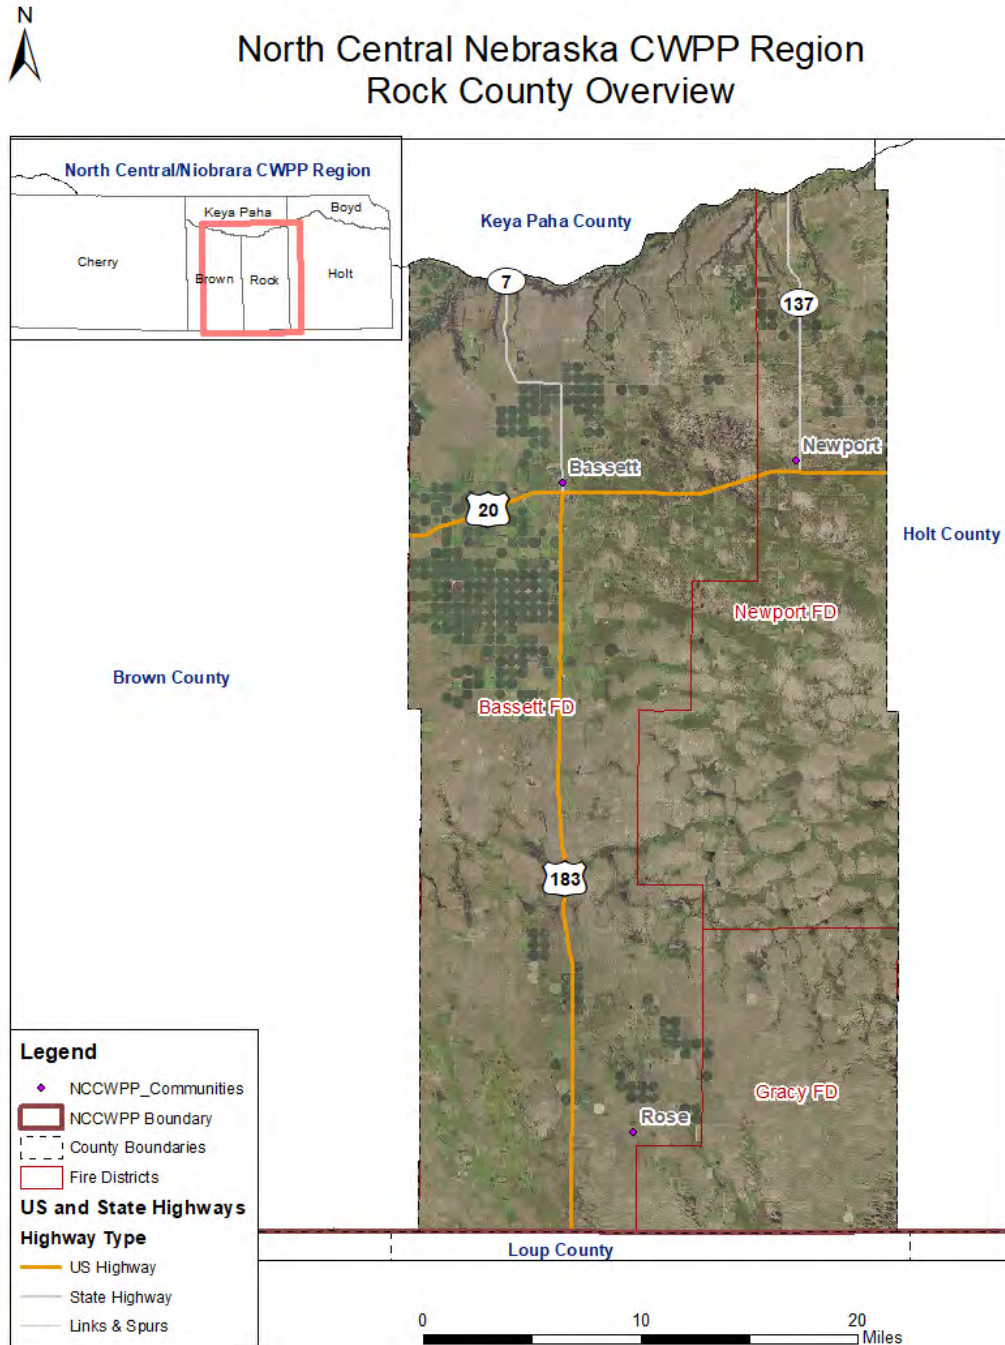 N
North Central Nebraska CWPP Region
Rock County Overview
North Central/Niobrara CWPP Region
Keya Paha
Boyd
Cherry
Brown
Rock
Holt
Keya Paha County
7
137
Newport
Bassett
20
Holt County
Newport FD
Brown County
Bassett FD
183
Gracy FD
Rose
Loup County
Legend
NCCWPP_Communities
NCCWPP Boundary
County Boundaries
Fire Districts
US and State Highways
Highway Type
US Highway
State Highway
Links & Spurs
0 10 20
Miles